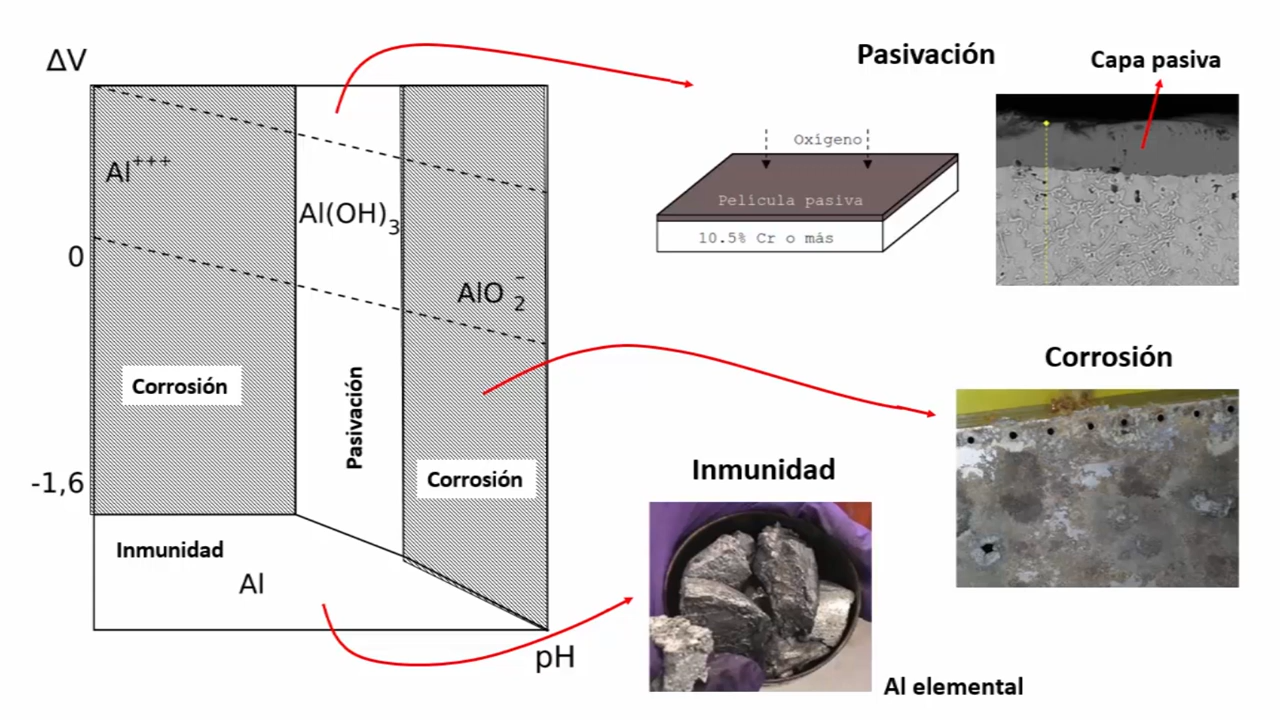 ΔV
Al+++
Al(OH)3
0
AlO2−
Corrosión
Pasivación
Corrosión
-1,6
Inmunidad
Al
pH
Pasivación
Capa pasiva
Oxígeno
Película pasiva
10.5% Cr o más
Corrosión
Inmunidad
Al elemental